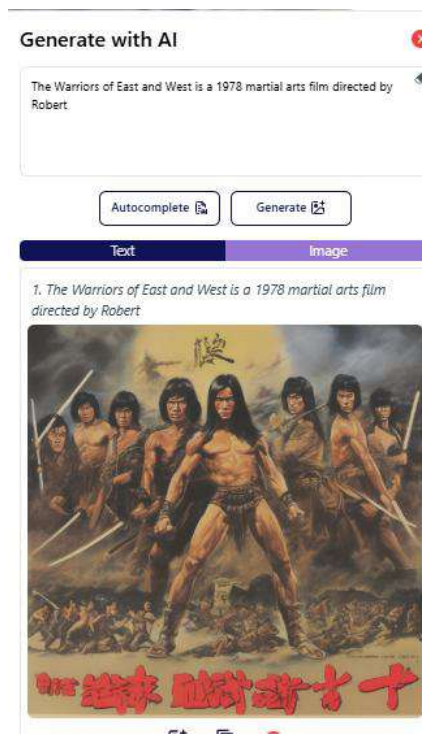 Generate with AI
The Warriors of East and West is a 1978 martial arts film directed by
Robert
Autocomplete
Generate
Text
Image
1. The Warriors of East and West is a 1978 martial arts film
directed by Robert